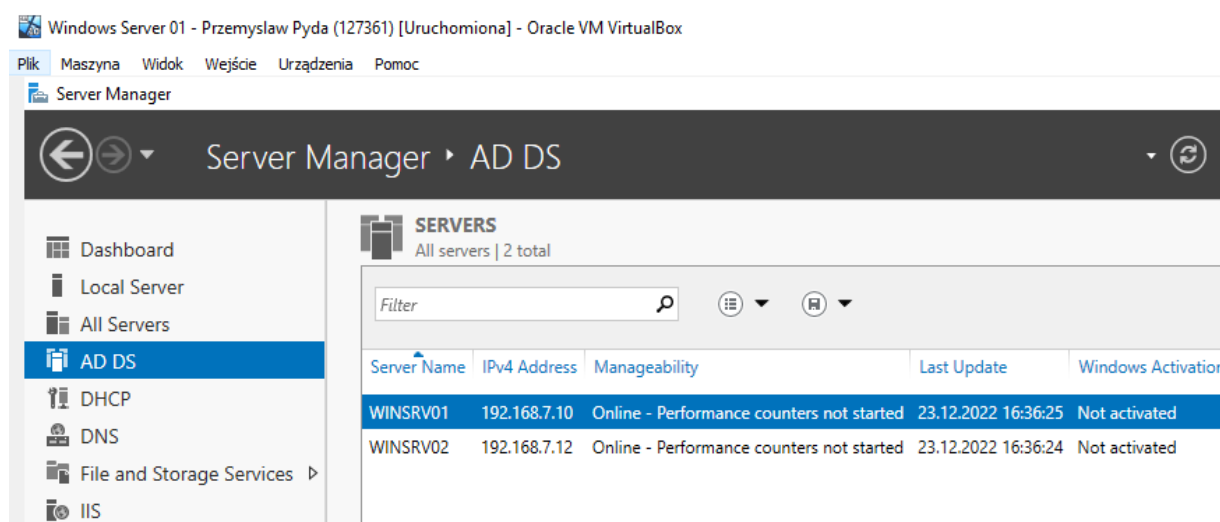 Windows Server 01 - Przemyslaw Pyda (127361) [Uruchomiona] - Oracle VM VirtualBox
Plik Maszyna Widok Wejście Urządzenia Pomoc
Server Manager
Server Manager ‣ AD DS
Dashboard
Local Server
All Servers
AD DS
DHCP
DNS
File and Storage Services
IIS
SERVERS
All servers | 2 total
Filter
Server Name IPv4 Address Manageability Last Update Windows Activation
WINSRV01 192.168.7.10 Online - Performance counters not started 23.12.2022 16:36:25 Not activated
WINSRV02 192.168.7.12 Online - Performance counters not started 23.12.2022 16:36:24 Not activated